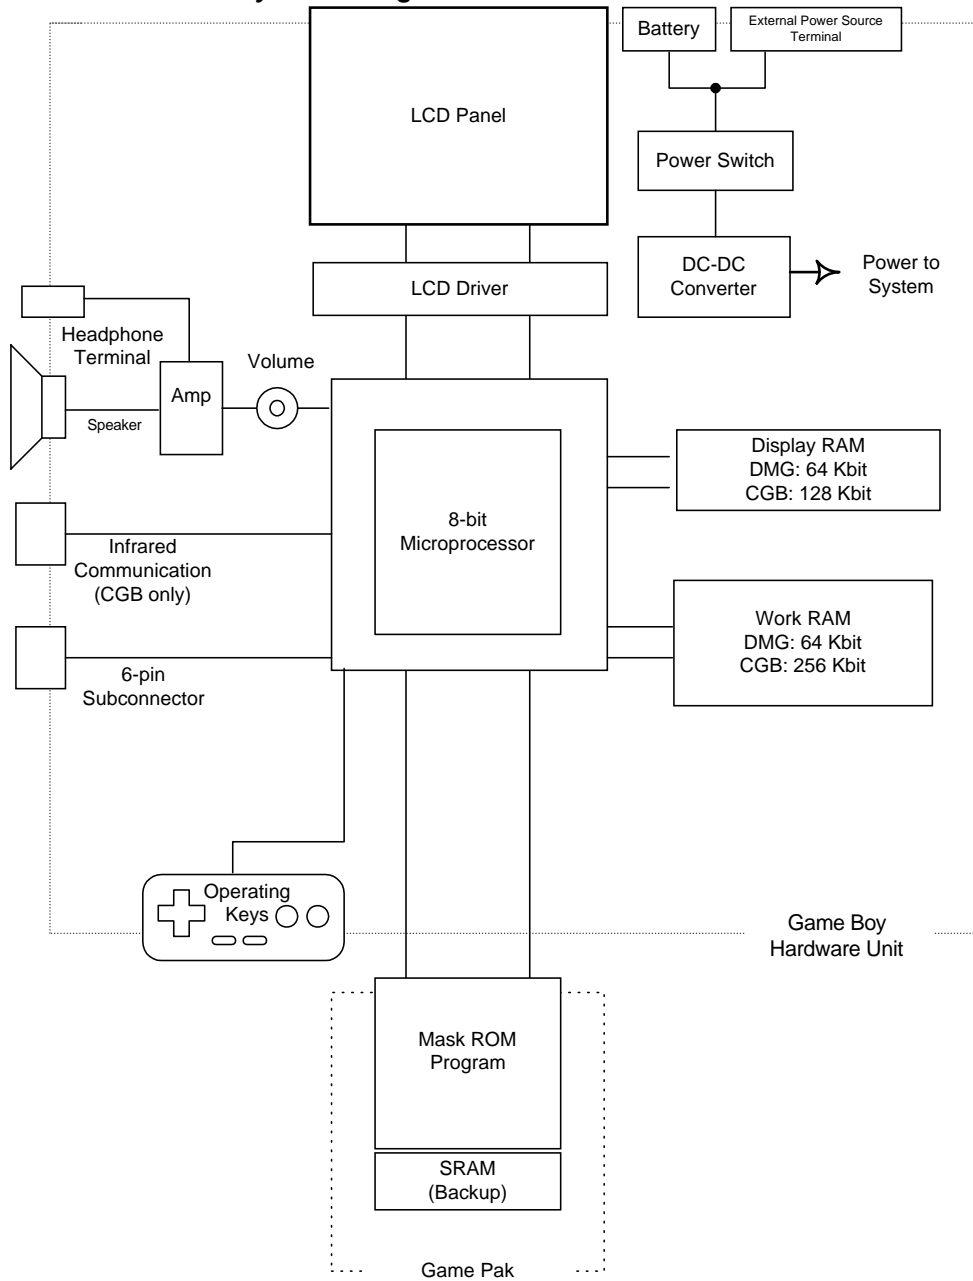 Battery
External Power Source
Terminal
LCD Panel
Power Switch
LCD Driver
DC-DC
Converter
Power to
System
Headphone
Terminal
Volume
Amp
Speaker
8-bit
Microprocessor
Display RAM
DMG: 64 Kbit
CGB: 128 Kbit
Infrared
Communication
(CGB only)
Work RAM
DMG: 64 Kbit
CGB: 256 Kbit
6-pin
Subconnector
Operating
Keys
Game Boy
Hardware Unit
Mask ROM
Program
SRAM
(Backup)
Game Pak